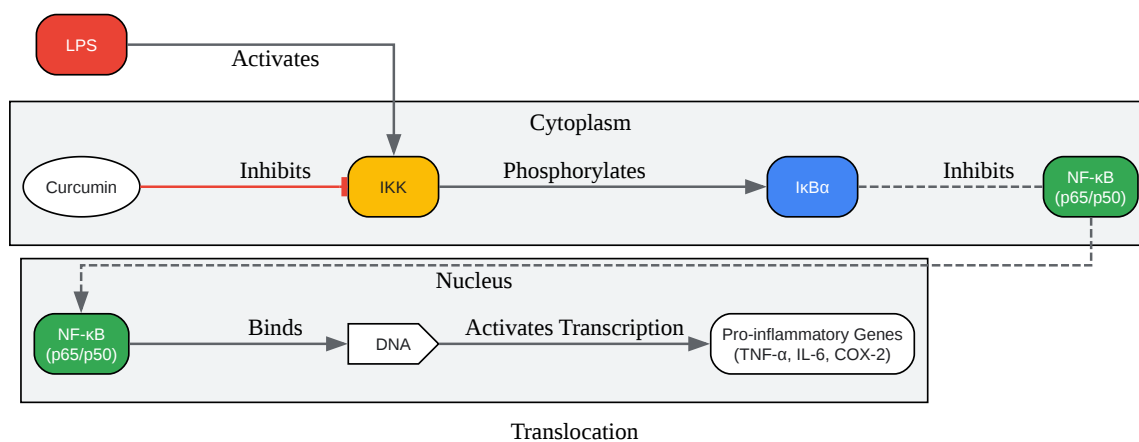 LPS
Activates
Cytoplasm
Curcumin
Inhibits
IKK
Phosphorylates
IκBα
Inhibits
NF-κB
(p65/p50)
Nucleus
NF-κB
(p65/p50)
Binds
DNA
Activates Transcription
Pro-inflammatory Genes
(TNF-α, IL-6, COX-2)
Translocation